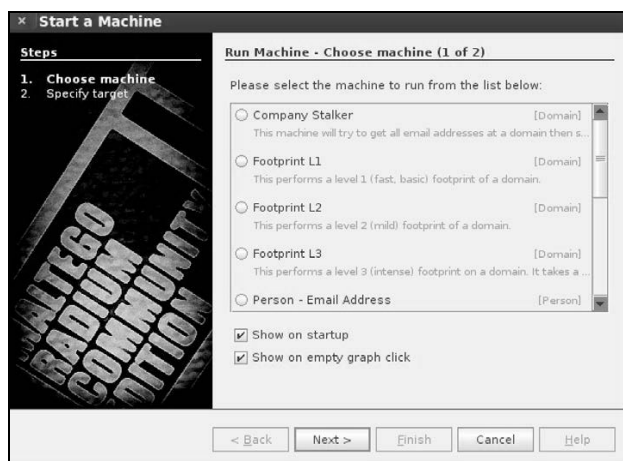 × Start a Machine
Steps
1. Choose machine
2. Specify target
Run Machine - Choose machine (1 of 2)
Please select the machine to run from the list below:
Company Stalker [Domain]
This machine will try to get all email addresses at a domain then s...
Footprint L1 [Domain]
This performs a level 1 (fast, basic) footprint of a domain.
Footprint L2 [Domain]
This performs a level 2 (mild) footprint of a domain.
Footprint L3 [Domain]
This performs a level 3 (intense) footprint on a domain. It takes a ...
Person - Email Address [Person]
Show on startup
Show on empty graph click
ALTEGO
RADIUM
COMMUNITY
DITION
< Back Next > Finish Cancel Help